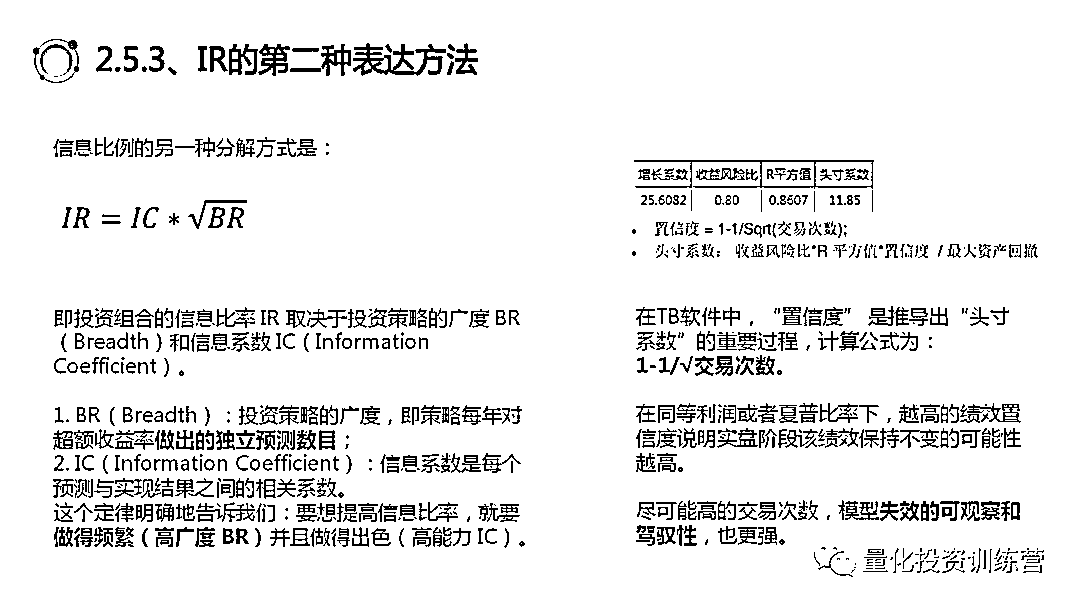 2.5.3、IR的第二种表达方法
信息比例的另一种分解方式是：
IR = IC * √BR
即投资组合的信息比率 IR 取决于投资策略的广度 BR
（Breadth）和信息系数 IC（Information
Coefficient）。
1. BR（Breadth）：投资策略的广度，即策略每年对
超额收益率做出的独立预测数目；
2. IC（Information Coefficient）：信息系数是每个
预测与实现结果之间的相关系数。
这个定律明确地告诉我们：要想提高信息比率，就要
做得频繁（高广度 BR）并且做得出色（高能力 IC）。
增长系数 收益风险比 R平方值 头寸系数
25.6082 0.80 0.8607 11.85
• 置信度 = 1-1/Sqrt(交易次数);
• 头寸系数： 收益风险比*R 平方值*置信度 / 最大资产回撤
在TB软件中，“置信度” 是推导出“头寸
系数”的重要过程，计算公式为：
1-1/√交易次数。
在同等利润或者夏普比率下，越高的绩效置
信度说明实盘阶段该绩效保持不变的可能性
越高。
尽可能高的交易次数，模型失效的可观察和
驾驭性，也更强。
量化投资训练营